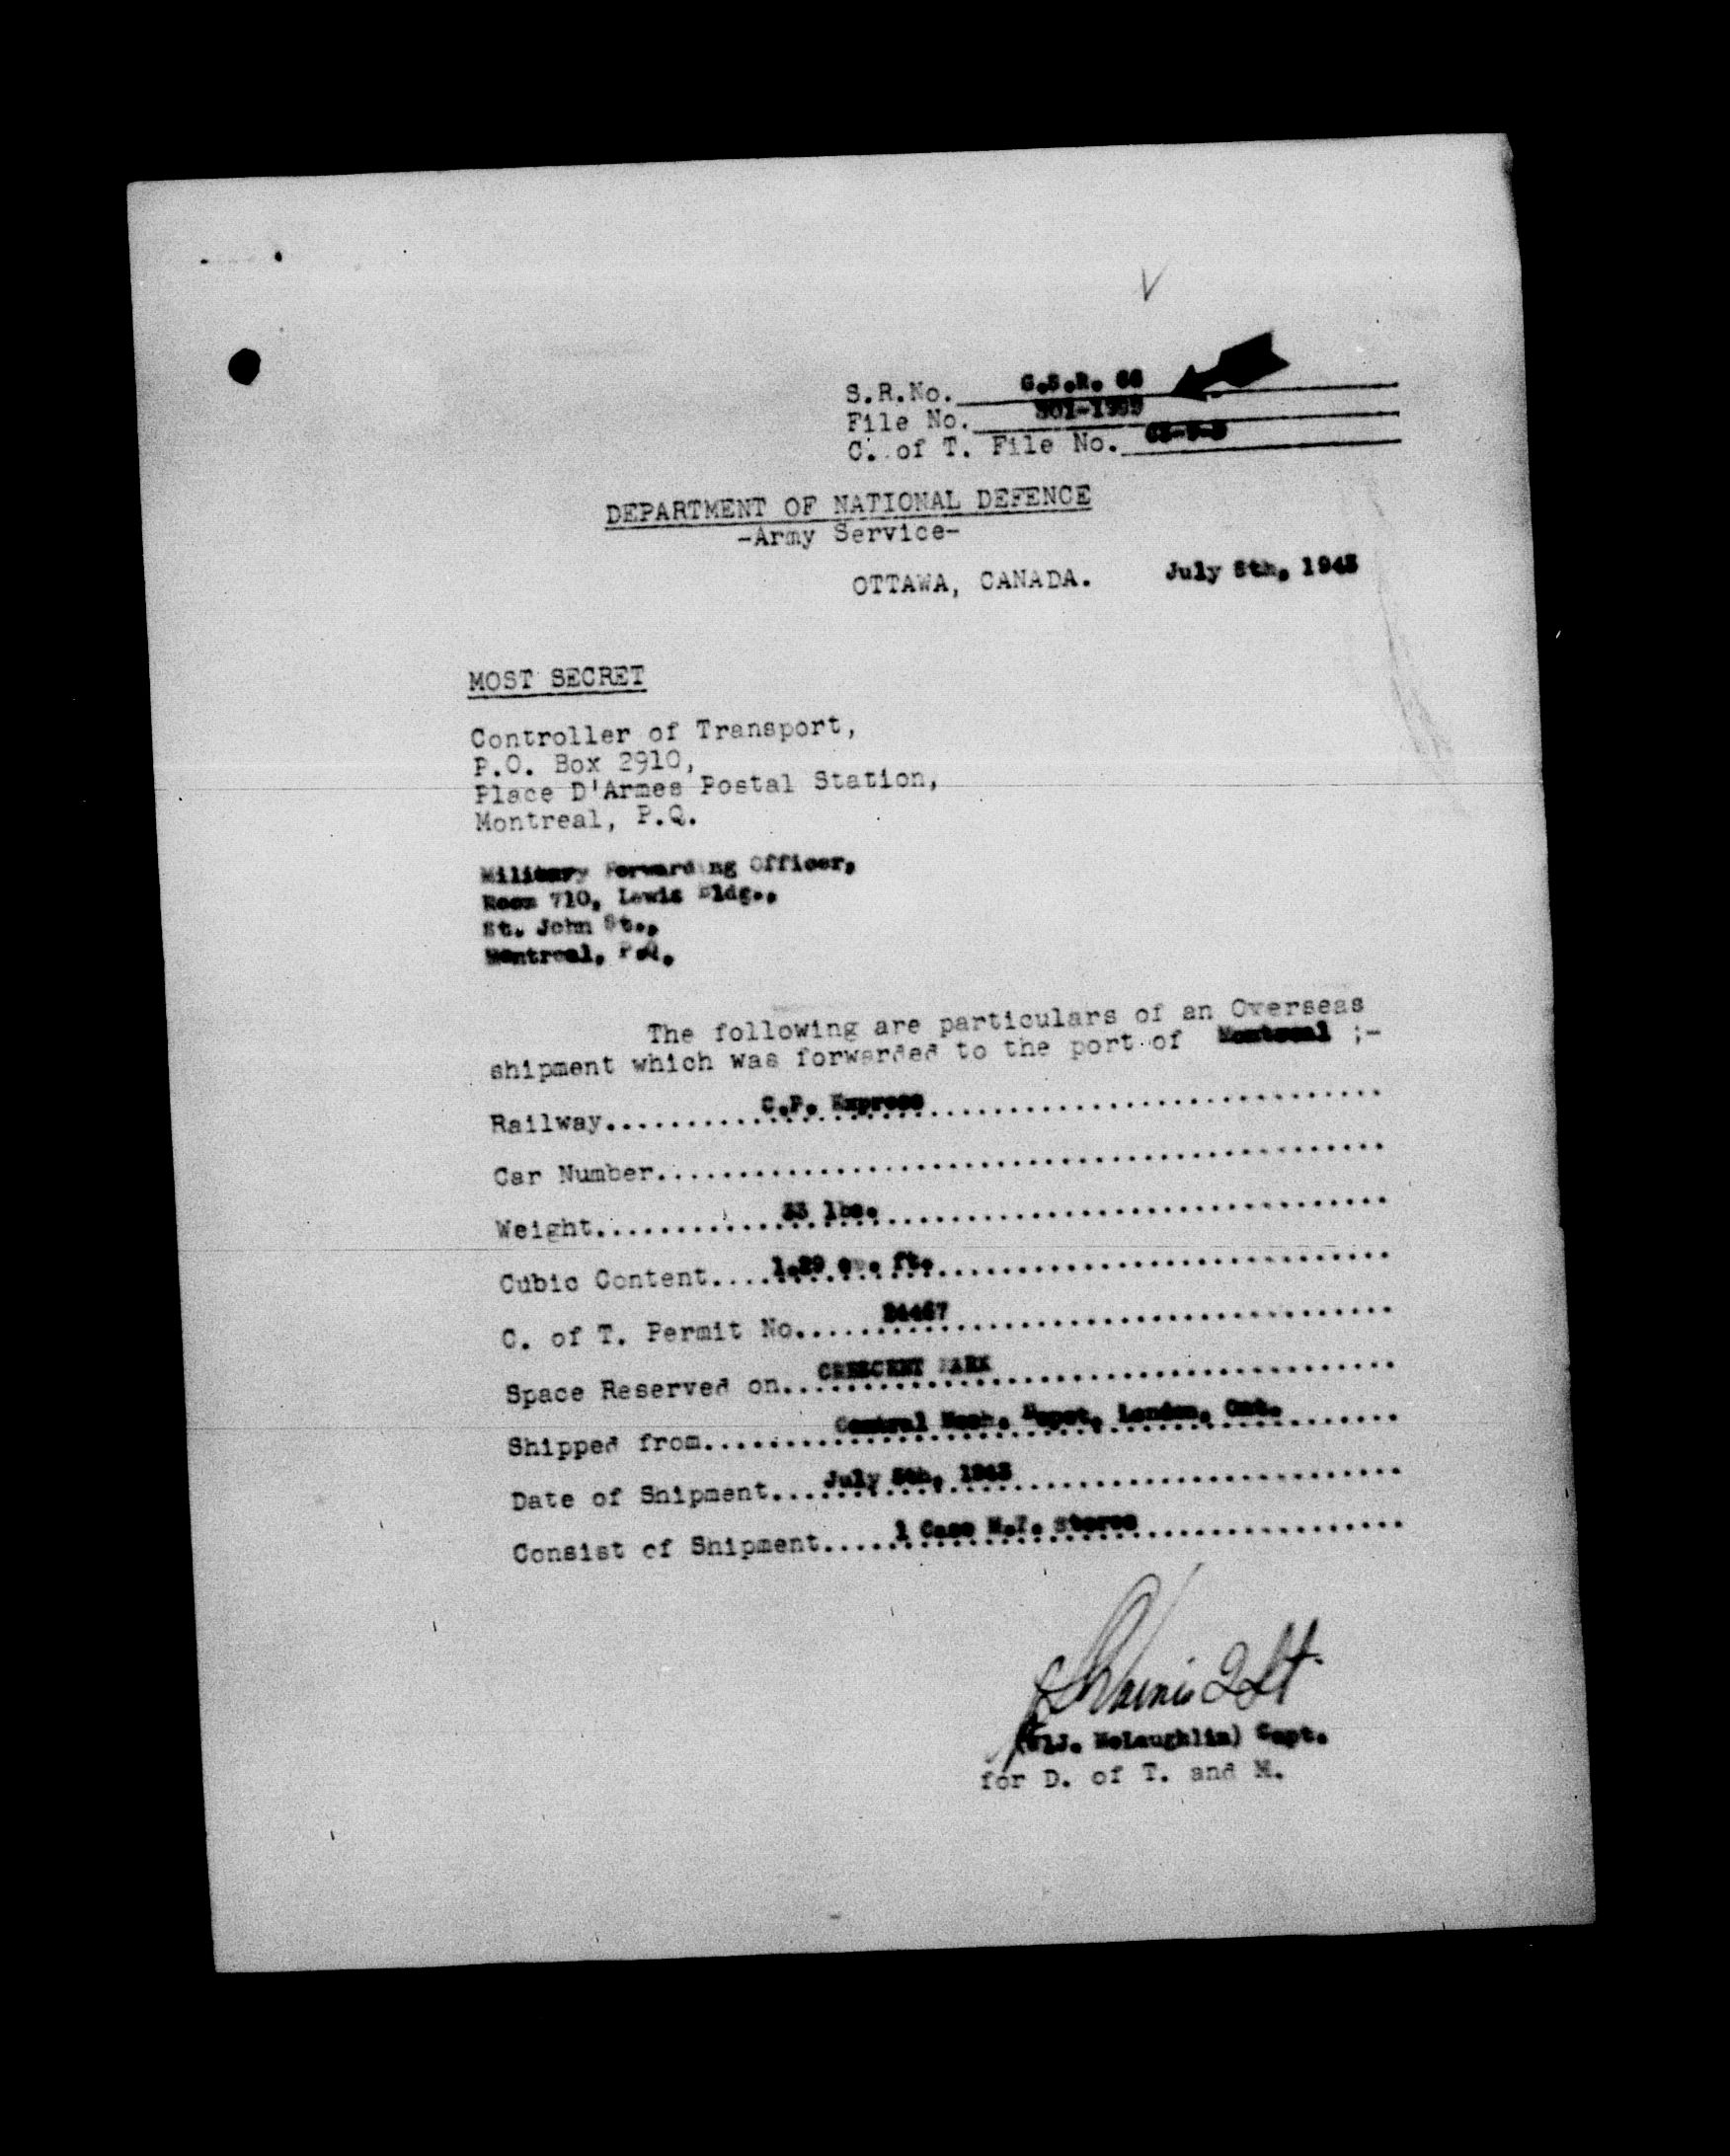 S.R.No. G.S.R. 66
File No.
C. of T. File No.
DEPARTMENT OF NATIONAL DEFENCE
-Army Service-
OTTAWA, CANADA. July 1943
MOST SECRET
Controller of Transport,
P.O. Box 2910,
Place D'Armes Postal Station,
Montreal, P.Q.
Military Forwarding Officer,
Room 710, Lewis Bldg.,
St. John St.,
Montreal, P.Q.
The following are particulars of an Overseas
shipment which was forwarded to the port of Montreal ;-
Railway.....C.P. Express.....
Car Number.....
Weight.....33 lbs......
Cubic Content.....1.29 cu. ft......
C. of T. Permit No.....
Space Reserved on.....CRESCENT PARK.....
Shipped from.....Central Mech. Depot, London, Ont......
Date of Shipment.....July 5th, 1943.....
Consist of Shipment.....1 Case M.T. Stores.....
2 Lt.
McLaughlin) Capt.
for D. of T. and M.